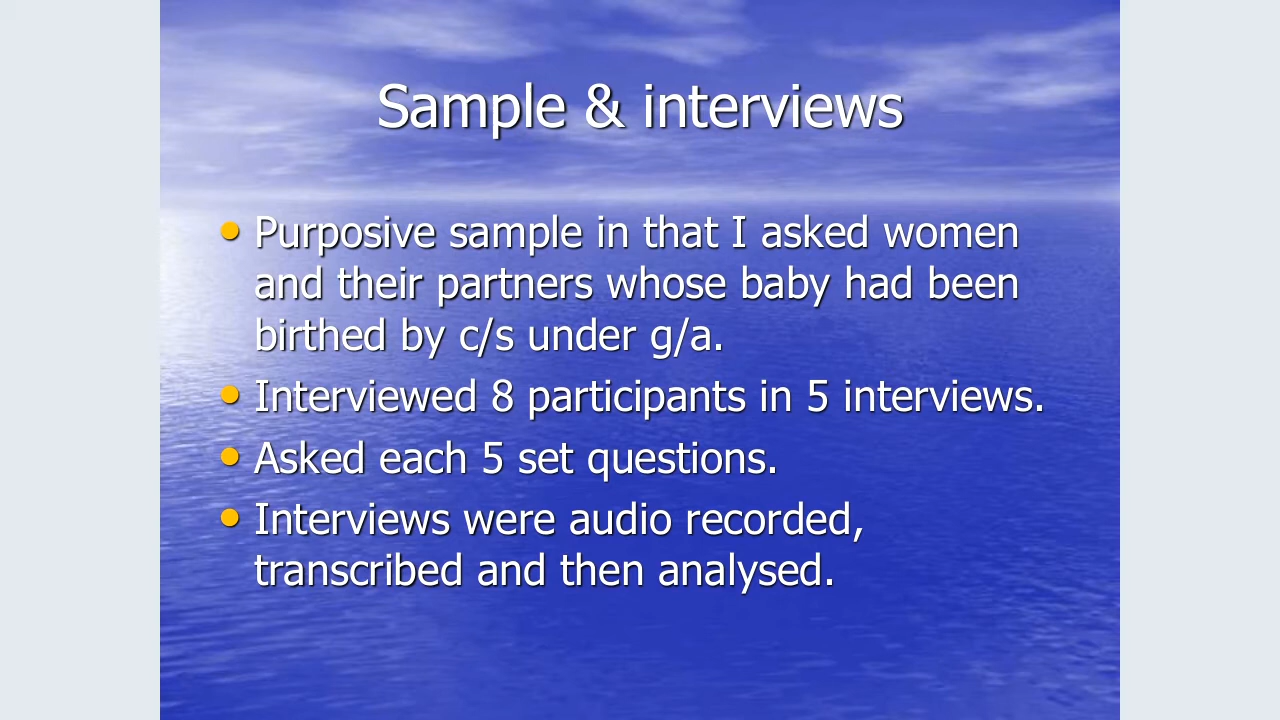 Sample & interviews
• Purposive sample in that I asked women
and their partners whose baby had been
birthed by c/s under g/a.
• Interviewed 8 participants in 5 interviews.
• Asked each 5 set questions.
• Interviews were audio recorded,
transcribed and then analysed.